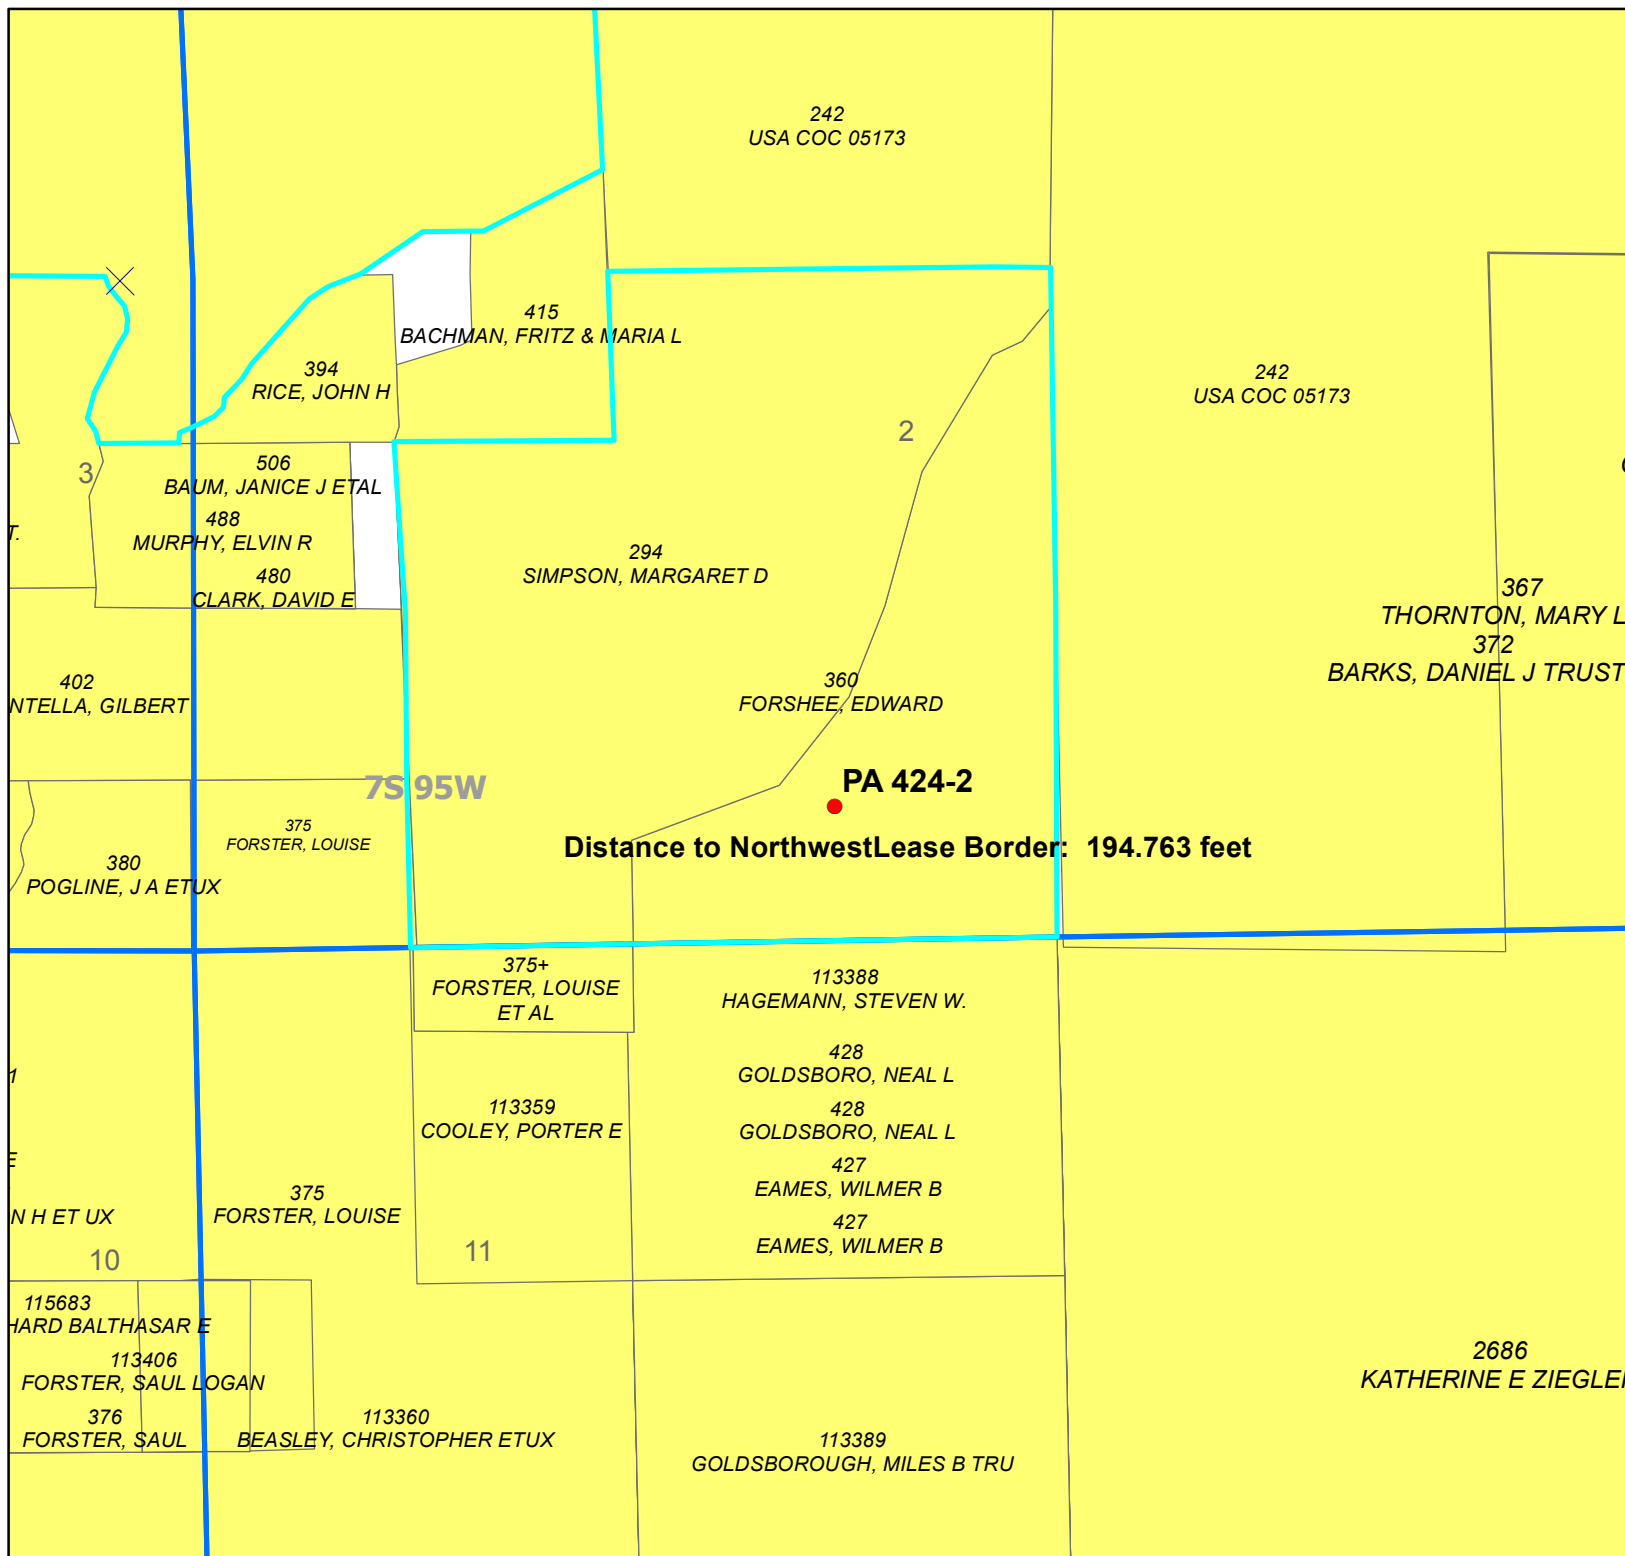 242
USA COC 05173
415
BACHMAN, FRITZ & MARIA L
394
RICE, JOHN H
242
USA COC 05173
2
3
506
BAUM, JANICE J ETAL
488
MURPHY, ELVIN R
T.
480
CLARK, DAVID E
294
SIMPSON, MARGARET D
367
THORNTON, MARY L
372
BARKS, DANIEL J TRUST
402
NTELLA, GILBERT
360
FORSHEE, EDWARD
7S 95W
PA 424-2
375
FORSTER, LOUISE
Distance to NorthwestLease Border: 194.763 feet
380
POGLINE, J A ETUX
375+
FORSTER, LOUISE
ET AL
113388
HAGEMANN, STEVEN W.
428
GOLDSBORO, NEAL L
1
113359
COOLEY, PORTER E
428
GOLDSBORO, NEAL L
E
427
EAMES, WILMER B
375
FORSTER, LOUISE
N H ET UX
427
EAMES, WILMER B
10
11
115683
HARD BALTHASAR E
113406
FORSTER, SAUL LOGAN
2686
KATHERINE E ZIEGLE
376
FORSTER, SAUL
113360
BEASLEY, CHRISTOPHER ETUX
113389
GOLDSBOROUGH, MILES B TRU